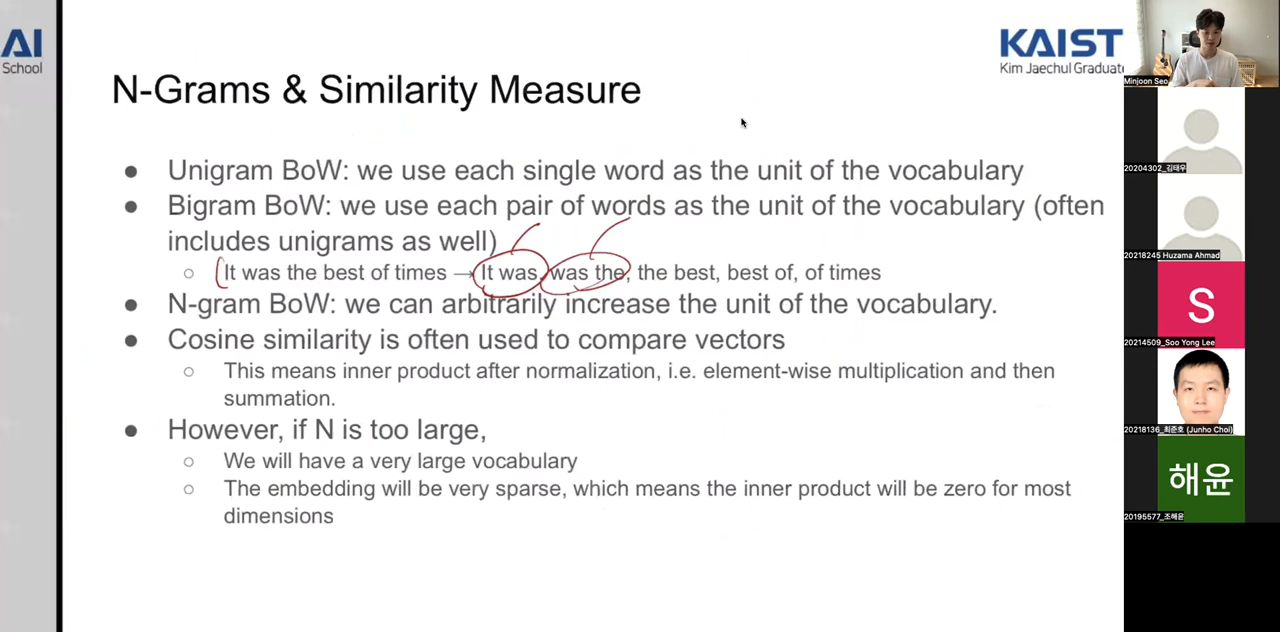 AI
School
KAIST
Kim Jaechul Graduate
N-Grams & Similarity Measure
● Unigram BoW: we use each single word as the unit of the vocabulary
● Bigram BoW: we use each pair of words as the unit of the vocabulary (often
includes unigrams as well)
○ It was the best of times → It was, was the, the best, best of, of times
● N-gram BoW: we can arbitrarily increase the unit of the vocabulary.
● Cosine similarity is often used to compare vectors
○ This means inner product after normalization, i.e. element-wise multiplication and then
summation.
● However, if N is too large,
○ We will have a very large vocabulary
○ The embedding will be very sparse, which means the inner product will be zero for most
dimensions
Minjoon Seo
20204302_김태우
20218245 Huzama Ahmad
S
20214509_Soo Yong Lee
20218136_최준호 (Junho Choi)
해윤
20195577_조해윤